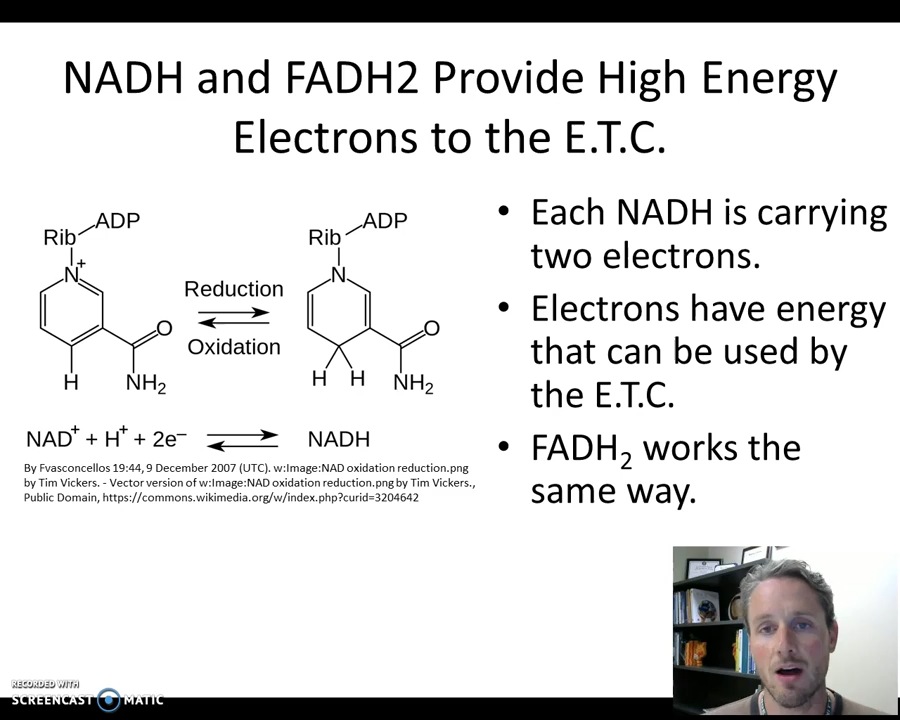 NADH and FADH2 Provide High Energy
Electrons to the E.T.C.
Rib ADP
N+
O
H NH₂
Reduction
Oxidation
Rib ADP
N
O
H H NH₂
NAD⁺ + H⁺ + 2e⁻ NADH
By Fvasconcellos 19:44, 9 December 2007 (UTC). w:Image:NAD oxidation reduction.png
by Tim Vickers. - Vector version of w:Image:NAD oxidation reduction.png by Tim Vickers.,
Public Domain, https://commons.wikimedia.org/w/index.php?curid=3204642
• Each NADH is carrying
two electrons.
• Electrons have energy
that can be used by
the E.T.C.
• FADH₂ works the
same way.
RECORDED WITH
SCREENCAST MATIC